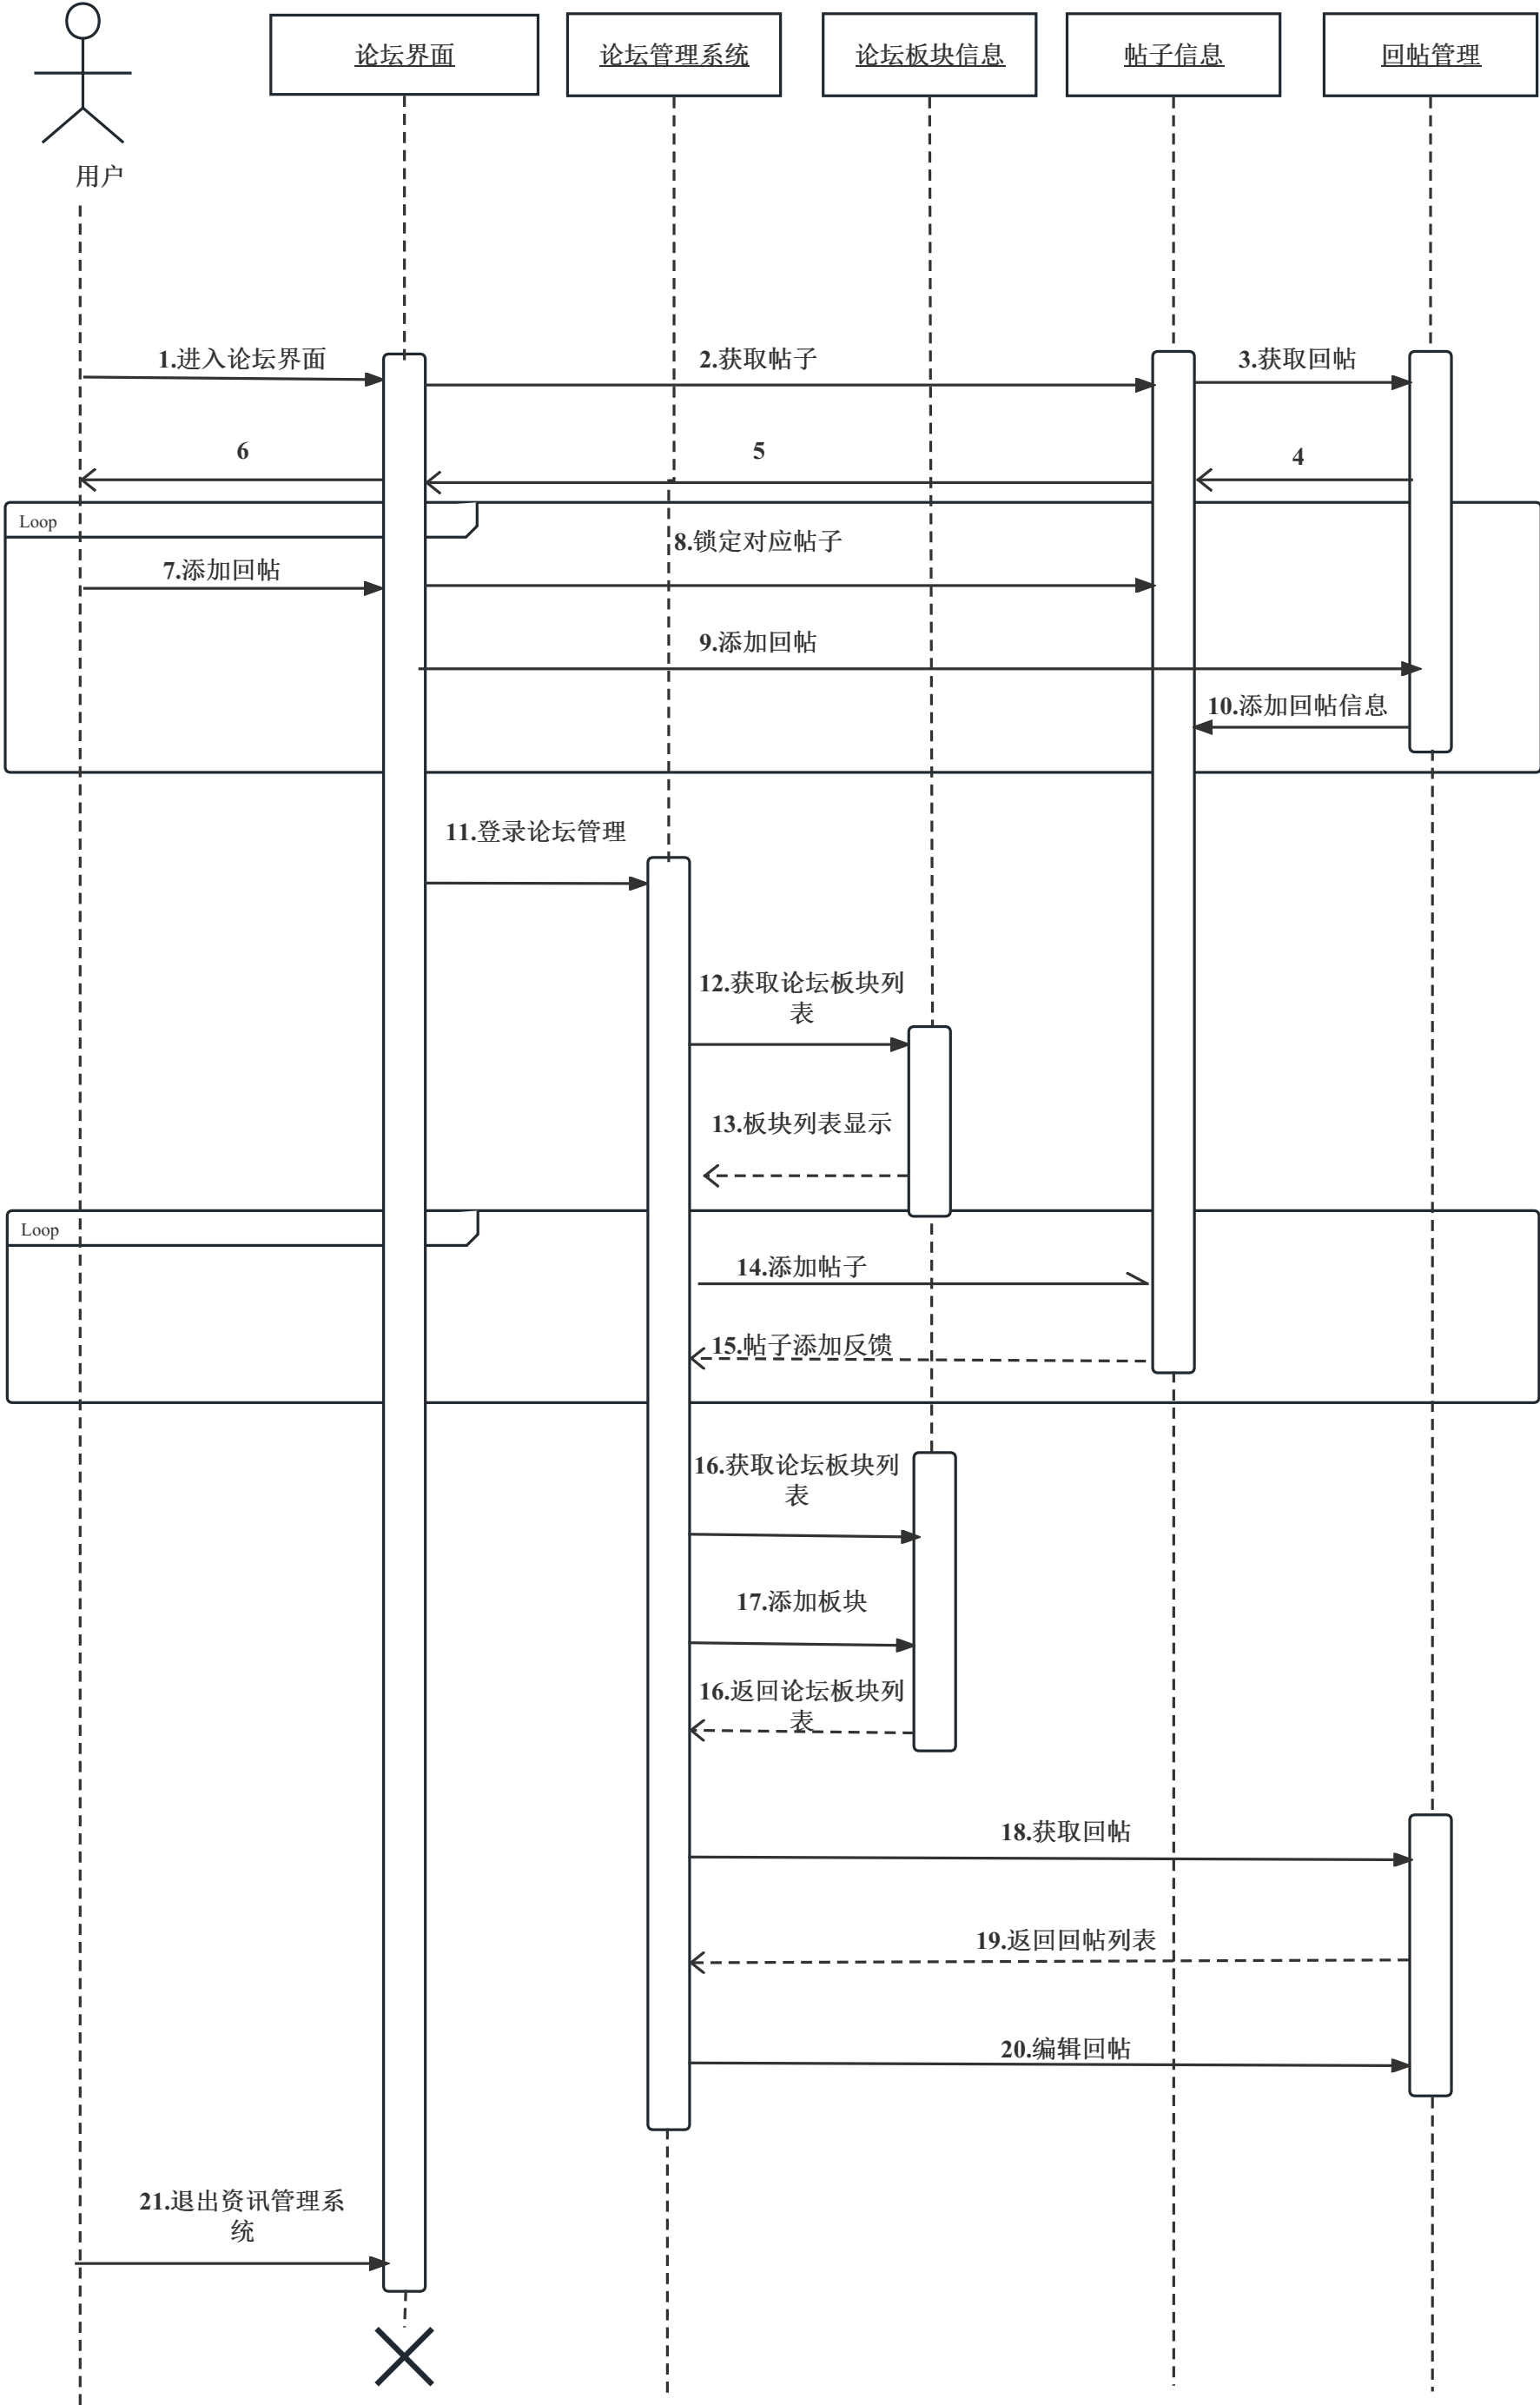 论坛界面
论坛管理系统
论坛板块信息
帖子信息
回帖管理
用户
1.进入论坛界面
2.获取帖子
3.获取回帖
6
5
4
Loop
8.锁定对应帖子
7.添加回帖
9.添加回帖
10.添加回帖信息
11.登录论坛管理
12.获取论坛板块列
表
13.板块列表显示
Loop
14.添加帖子
15.帖子添加反馈
16.获取论坛板块列
表
17.添加板块
16.返回论坛板块列
表
18.获取回帖
19.返回回帖列表
20.编辑回帖
21.退出资讯管理系
统